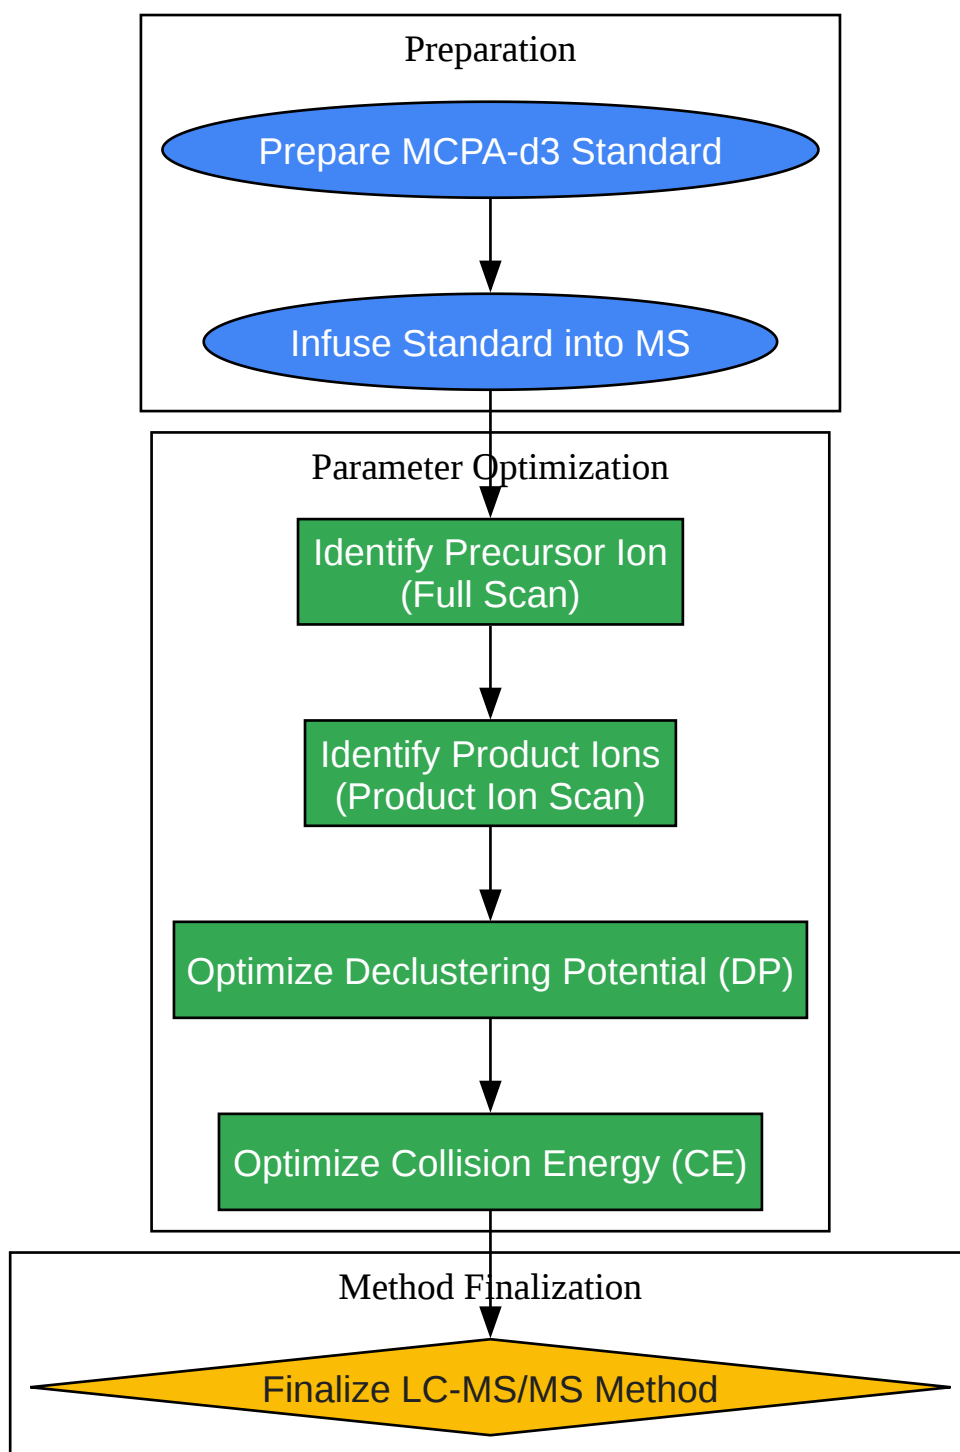 Preparation
Prepare MCPA-d3 Standard
Infuse Standard into MS
Parameter Optimization
Identify Precursor Ion
(Full Scan)
Identify Product Ions
(Product Ion Scan)
Optimize Declustering Potential (DP)
Optimize Collision Energy (CE)
Method Finalization
Finalize LC-MS/MS Method